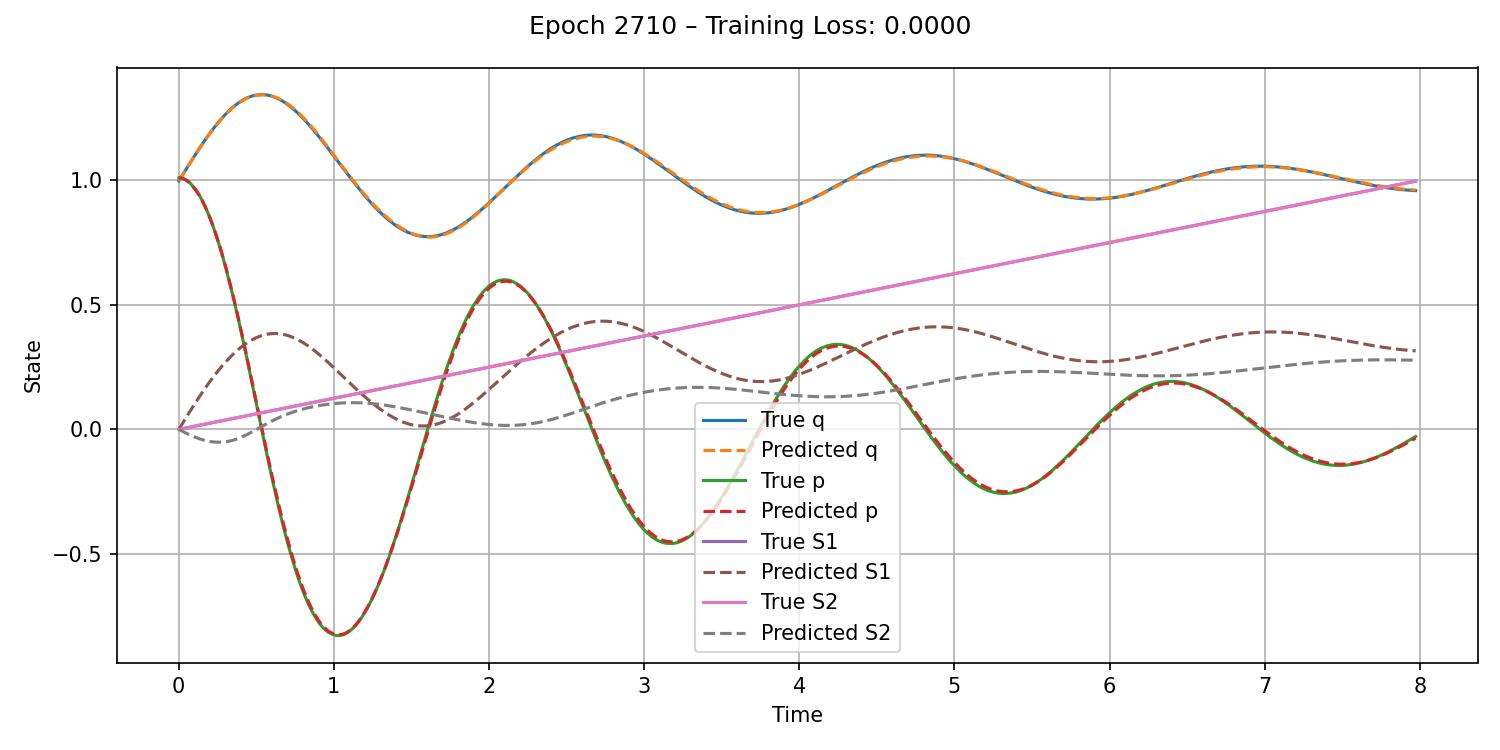 Epoch 2710 – Training Loss: 0.0000
State
1.0
0.5
0.0
−0.5
True q
Predicted q
True p
Predicted p
True S1
Predicted S1
True S2
Predicted S2
0 1 2 3 4 5 6 7 8
Time